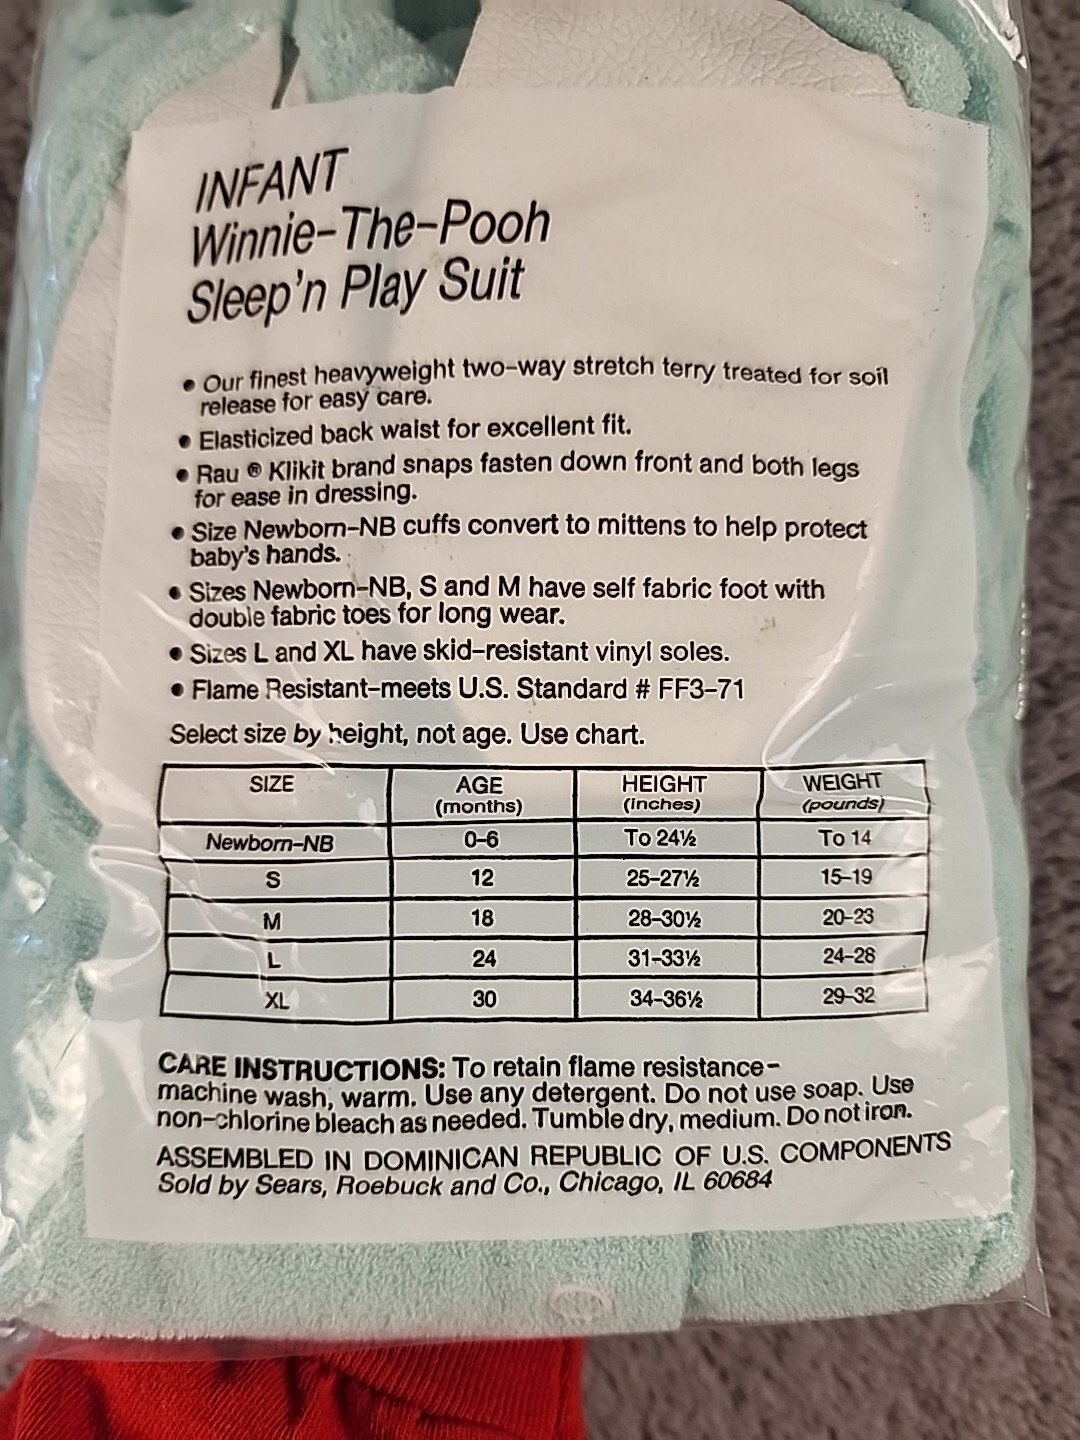 INFANT
Winnie-The-Pooh
Sleep'n Play Suit
• Our finest heavyweight two-way stretch terry treated for soil
release for easy care.
• Elasticized back waist for excellent fit.
• Rau ® Klikit brand snaps fasten down front and both legs
for ease in dressing.
• Size Newborn-NB cuffs convert to mittens to help protect
baby's hands.
• Sizes Newborn-NB, S and M have self fabric foot with
double fabric toes for long wear.
• Sizes L and XL have skid-resistant vinyl soles.
• Flame Resistant-meets U.S. Standard # FF3-71
Select size by height, not age. Use chart.
SIZE AGE HEIGHT WEIGHT
(months) (inches) (pounds)
Newborn-NB 0-6 To 24½ To 14
S 12 25-27½ 15-19
M 18 28-30½ 20-23
L 24 31-33½ 24-28
XL 30 34-36½ 29-32
CARE INSTRUCTIONS: To retain flame resistance-
machine wash, warm. Use any detergent. Do not use soap. Use
non-chlorine bleach as needed. Tumble dry, medium. Do not iron.
ASSEMBLED IN DOMINICAN REPUBLIC OF U.S. COMPONENTS
Sold by Sears, Roebuck and Co., Chicago, IL 60684